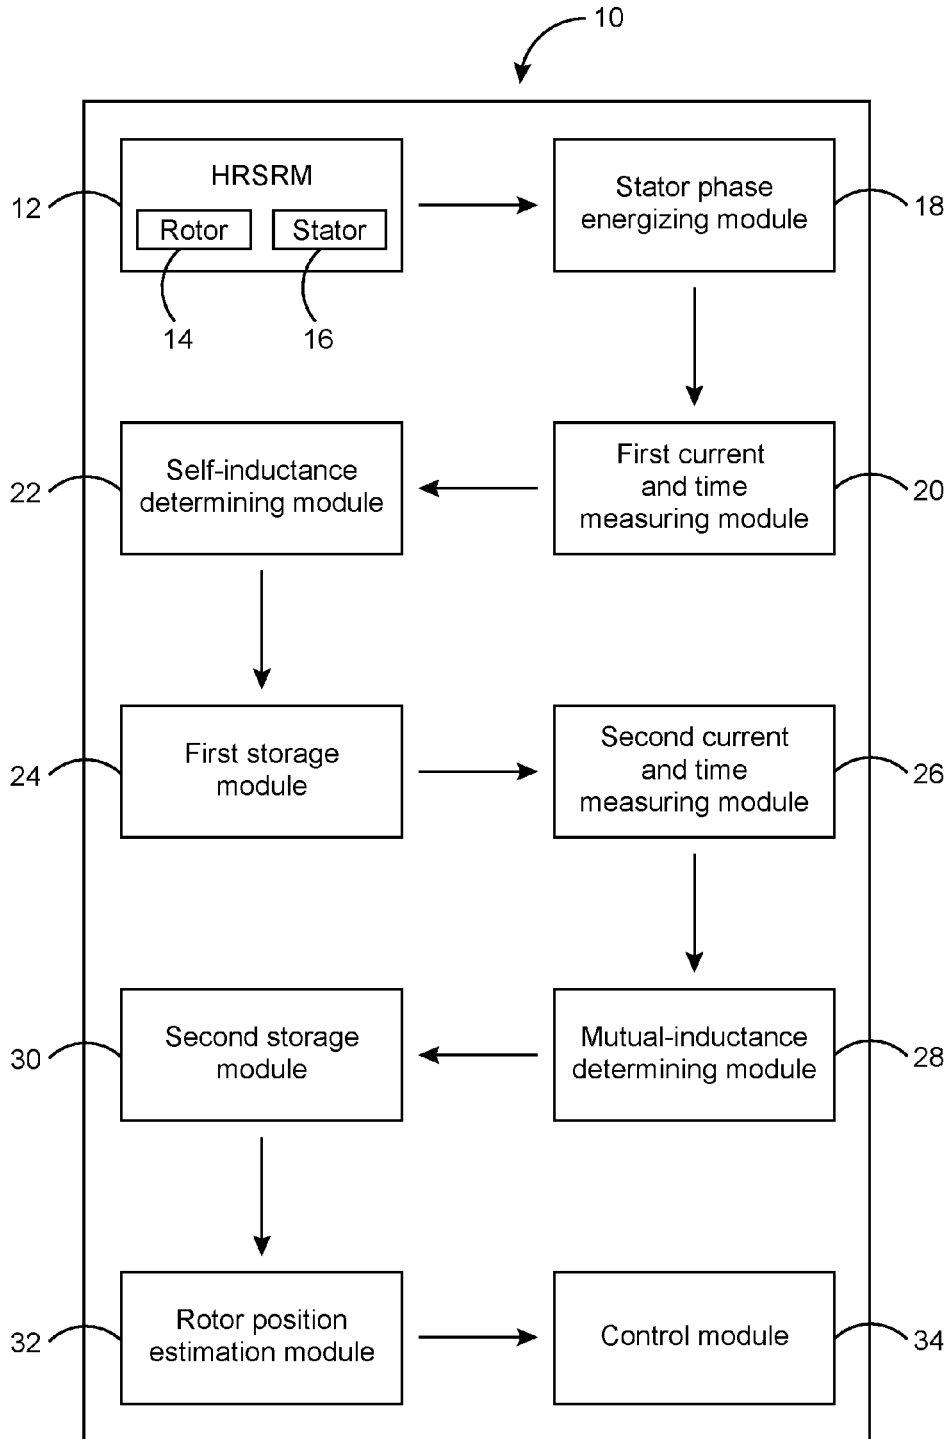 10
HRSRM
Rotor
Stator
12
14
16
Stator phase
energizing module
18
First current
and time
measuring module
20
Self-inductance
determining module
22
First storage
module
24
Second current
and time
measuring module
26
Mutual-inductance
determining module
28
Second storage
module
30
Rotor position
estimation module
32
Control module
34